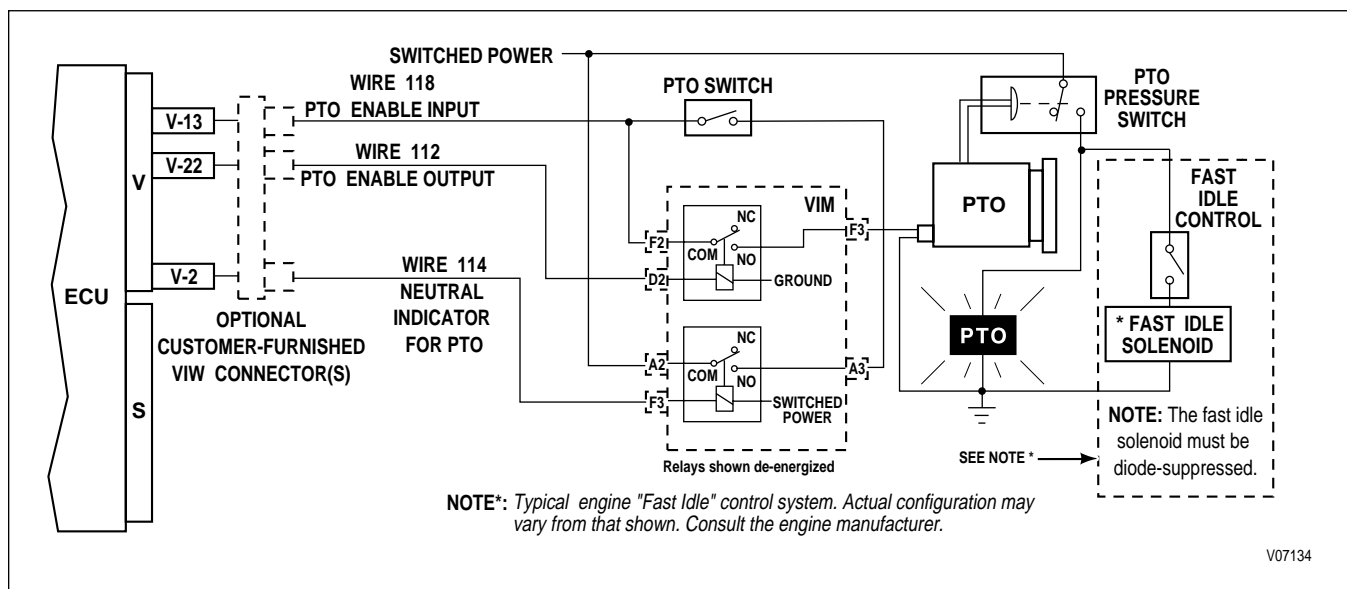 SWITCHED POWER
WIRE 118
PTO ENABLE INPUT
PTO SWITCH
PTO
PRESSURE
SWITCH
V-13
V-22
V-2
WIRE 112
PTO ENABLE OUTPUT
V
ECU
S
WIRE 114
NEUTRAL
INDICATOR
FOR PTO
OPTIONAL
CUSTOMER-FURNISHED
VIW CONNECTOR(S)
VIM
NC
F2
COM
NO
F3
D2
GROUND
NC
A2
COM
NO
A3
F3
SWITCHED
POWER
Relays shown de-energized
PTO
PTO
FAST
IDLE
CONTROL
* FAST IDLE
SOLENOID
NOTE: The fast idle
solenoid must be
diode-suppressed.
SEE NOTE *
NOTE*: Typical engine "Fast Idle" control system. Actual configuration may
vary from that shown. Consult the engine manufacturer.
V07134